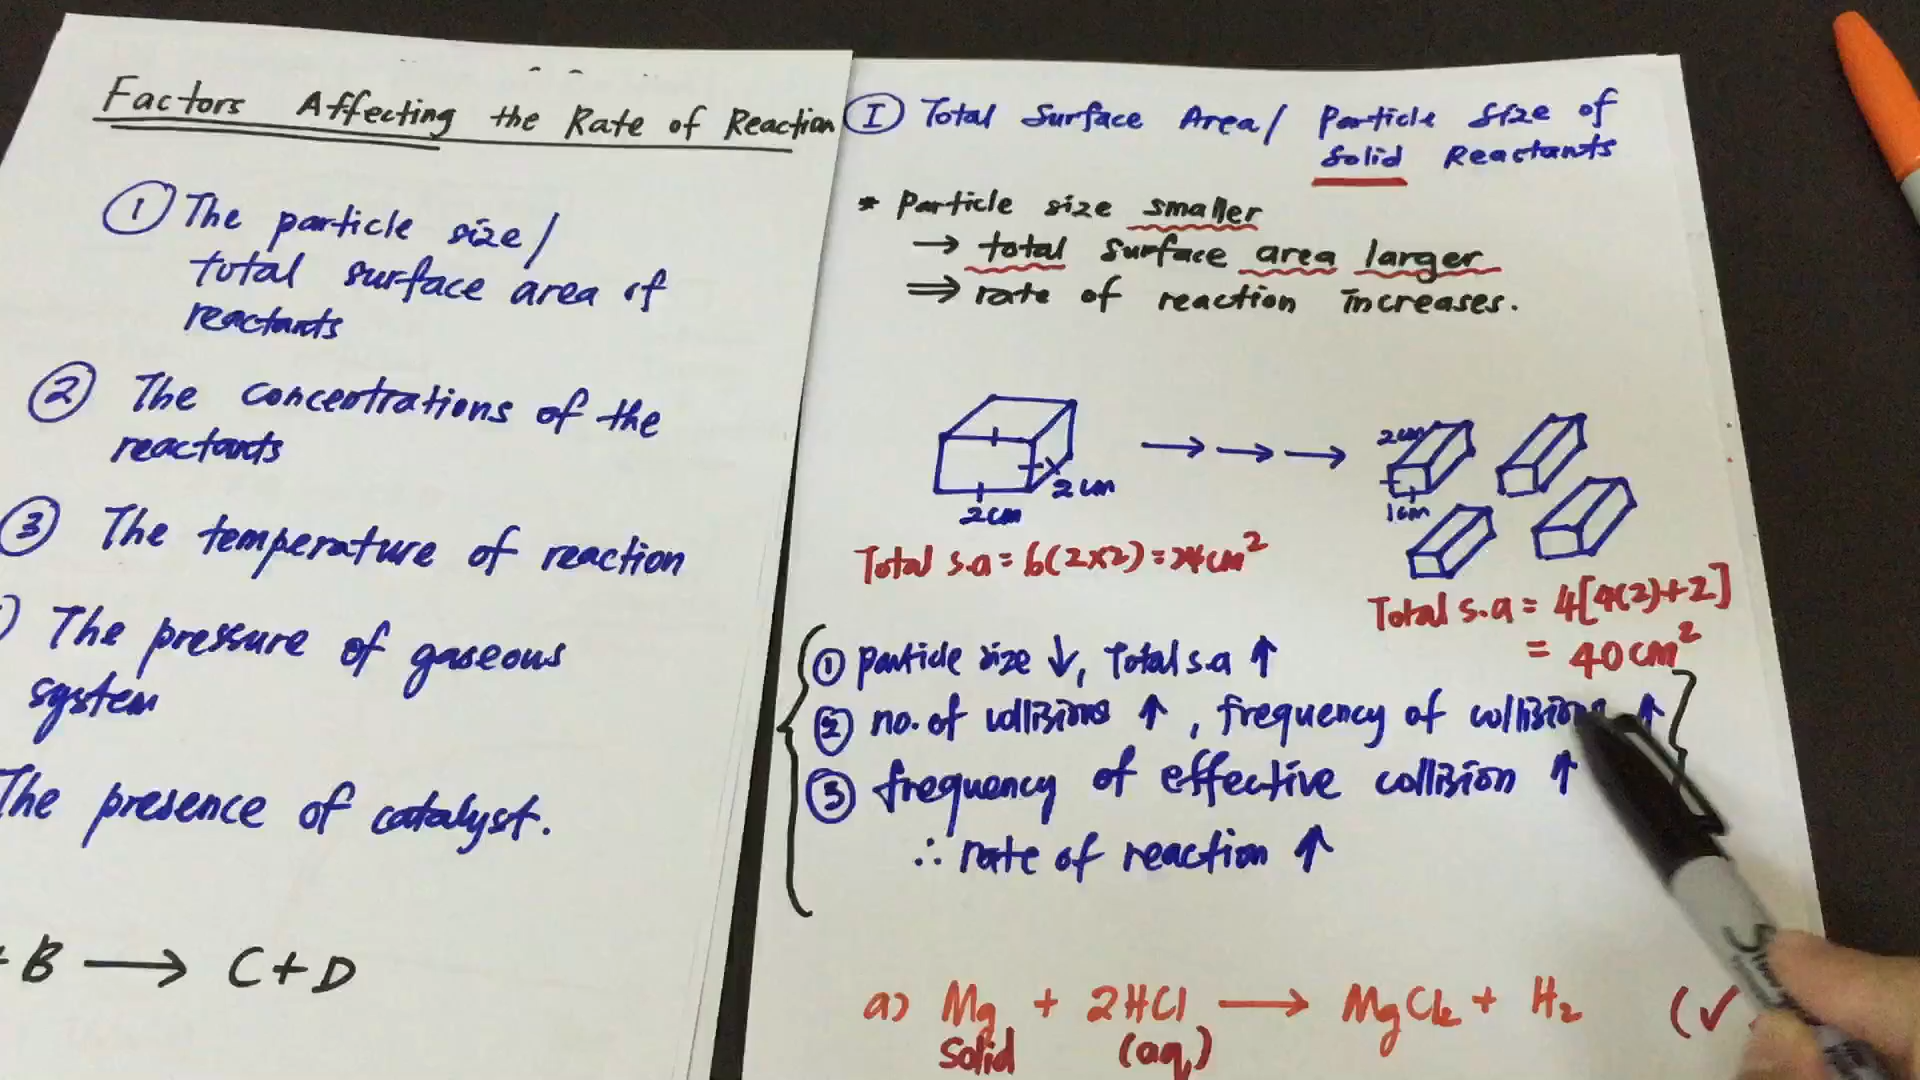 Factors Affecting the Rate of Reaction
① The particle size/
total surface area of
reactants
② The concentrations of the
reactants
③ The temperature of reaction
The pressure of gaseous
system
The presence of catalyst.
+ B → C + D
Ⓘ Total Surface Area/ Particle Size of
Solid Reactants
* Particle size smaller
→ total surface area larger
⇒ rate of reaction increases.
2cm
2cm
→ → →
2cm
1cm
Total s.a = 6(2×2) = 24cm²
Total s.a = 4[4(2)+2]
= 40cm²
① particle size ↓, Total s.a ↑
② no. of collisions ↑, frequency of collisions ↑
③ frequency of effective collision ↑
∴ rate of reaction ↑
a) Mg + 2HCl → MgCl₂ + H₂ (✓
Solid (aq)
Sharpie